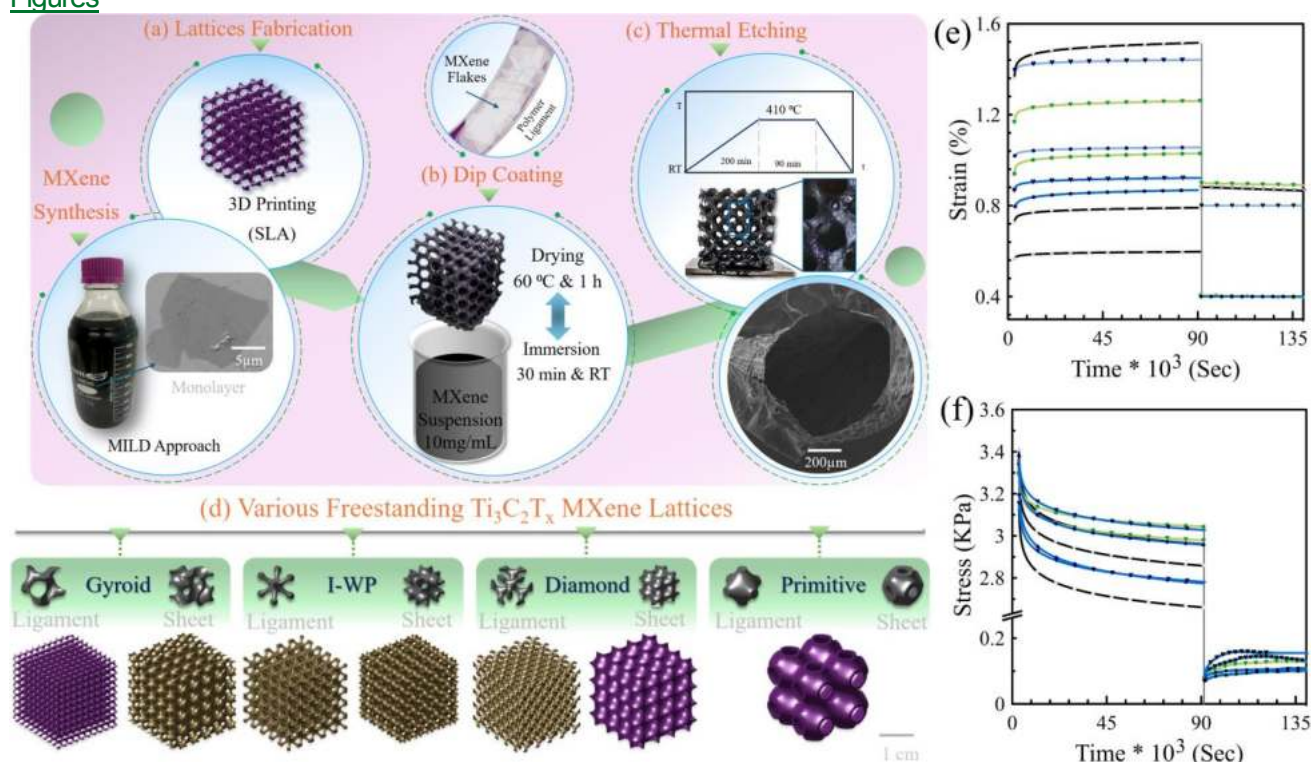 Figures
(a) Lattices Fabrication
3D Printing
(SLA)
MXene
Synthesis
5μm
Monolayer
MILD Approach
MXene
Flakes
Polymer
Ligament
(b) Dip Coating
Drying
60 ºC & 1 h
Immersion
30 min & RT
MXene
Suspension
10mg/mL
(c) Thermal Etching
T
410 ºC
200 min
90 min
RT
t
200μm
(d) Various Freestanding Ti₃C₂Tₓ MXene Lattices
Gyroid
Ligament
Sheet
I-WP
Ligament
Sheet
Diamond
Ligament
Sheet
Primitive
Ligament
Sheet
1 cm
(e)
Strain (%)
1.6
1.2
0.8
0.4
0
45
90
135
Time * 10³ (Sec)
(f)
Stress (KPa)
3.6
3.4
3.2
3
2.8
0.2
0
0
45
90
135
Time * 10³ (Sec)